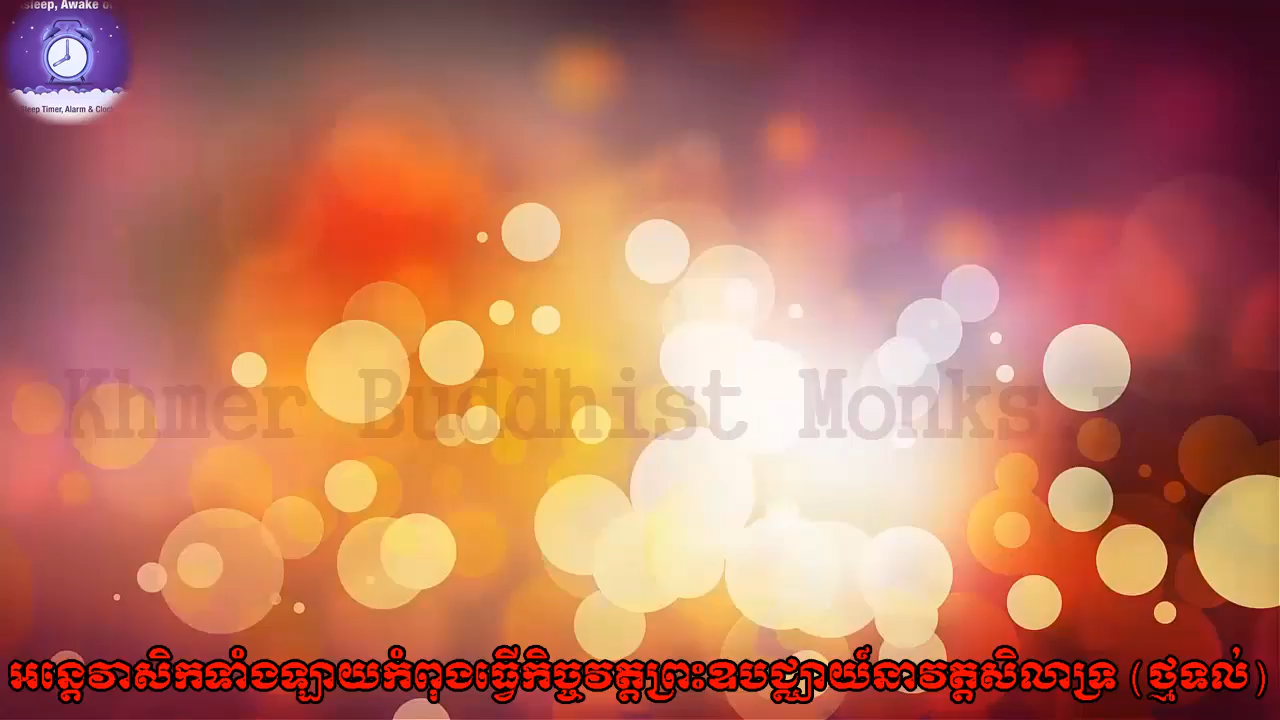 Sleep, Awake
Sleep Timer, Alarm & Clock
Khmer Buddhist Monks
អន្តេវាសិកទាំងឡាយកំពុងធ្វើកិច្ចវត្តព្រះឧបជ្ឈាយ៍នាវត្តសិលាទ្រ (ថ្មទល់)